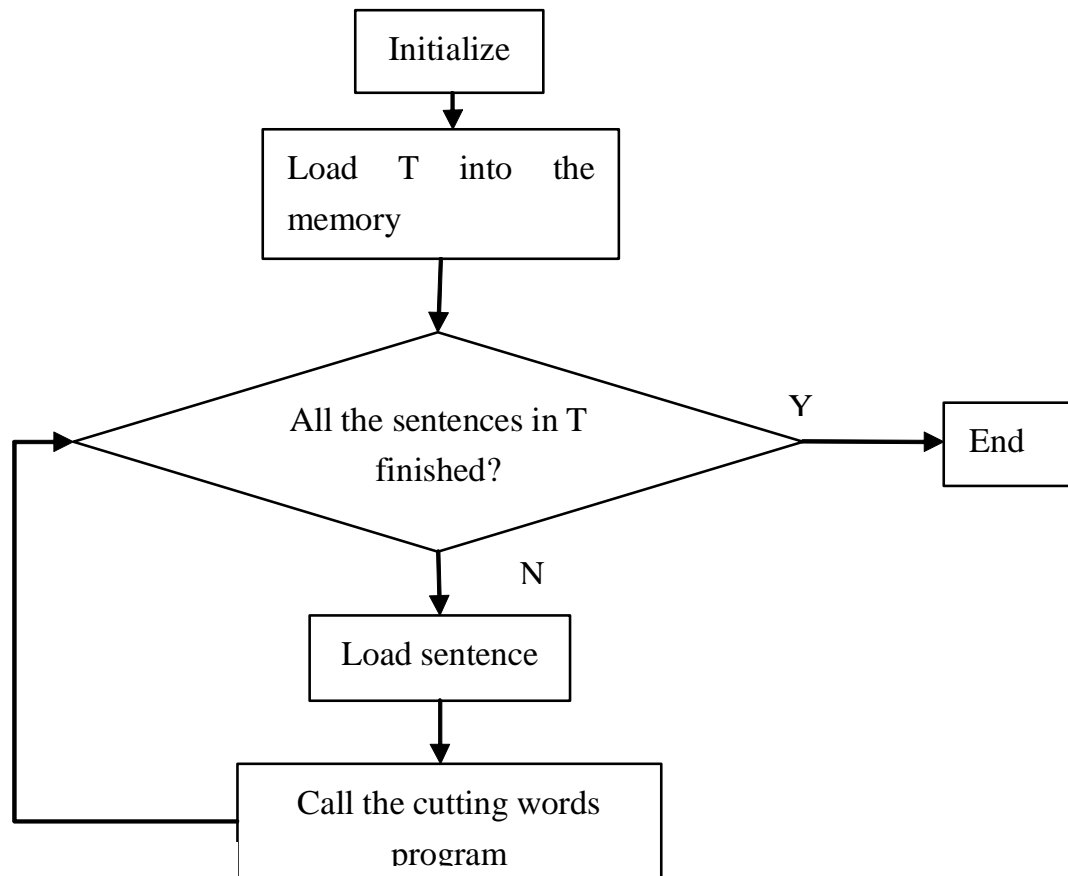 Initialize
Load T into the
memory
All the sentences in T
finished?
Y
End
N
Load sentence
Call the cutting words
program